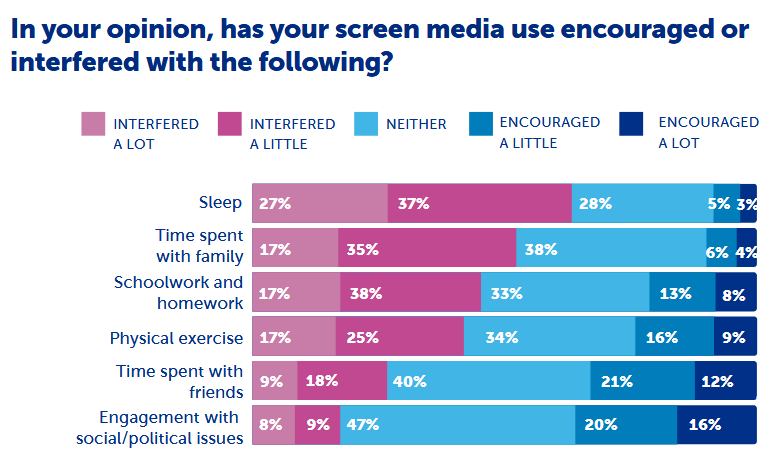 In your opinion, has your screen media use encouraged or
interfered with the following?
INTERFERED
A LOT
INTERFERED
A LITTLE
NEITHER
ENCOURAGED
A LITTLE
ENCOURAGED
A LOT
Sleep
27% 37% 28% 5% 3%
Time spent
with family
17% 35% 38% 6% 4%
Schoolwork and
homework
17% 38% 33% 13% 8%
Physical exercise
17% 25% 34% 16% 9%
Time spent with
friends
9% 18% 40% 21% 12%
Engagement with
social/political issues
8% 9% 47% 20% 16%